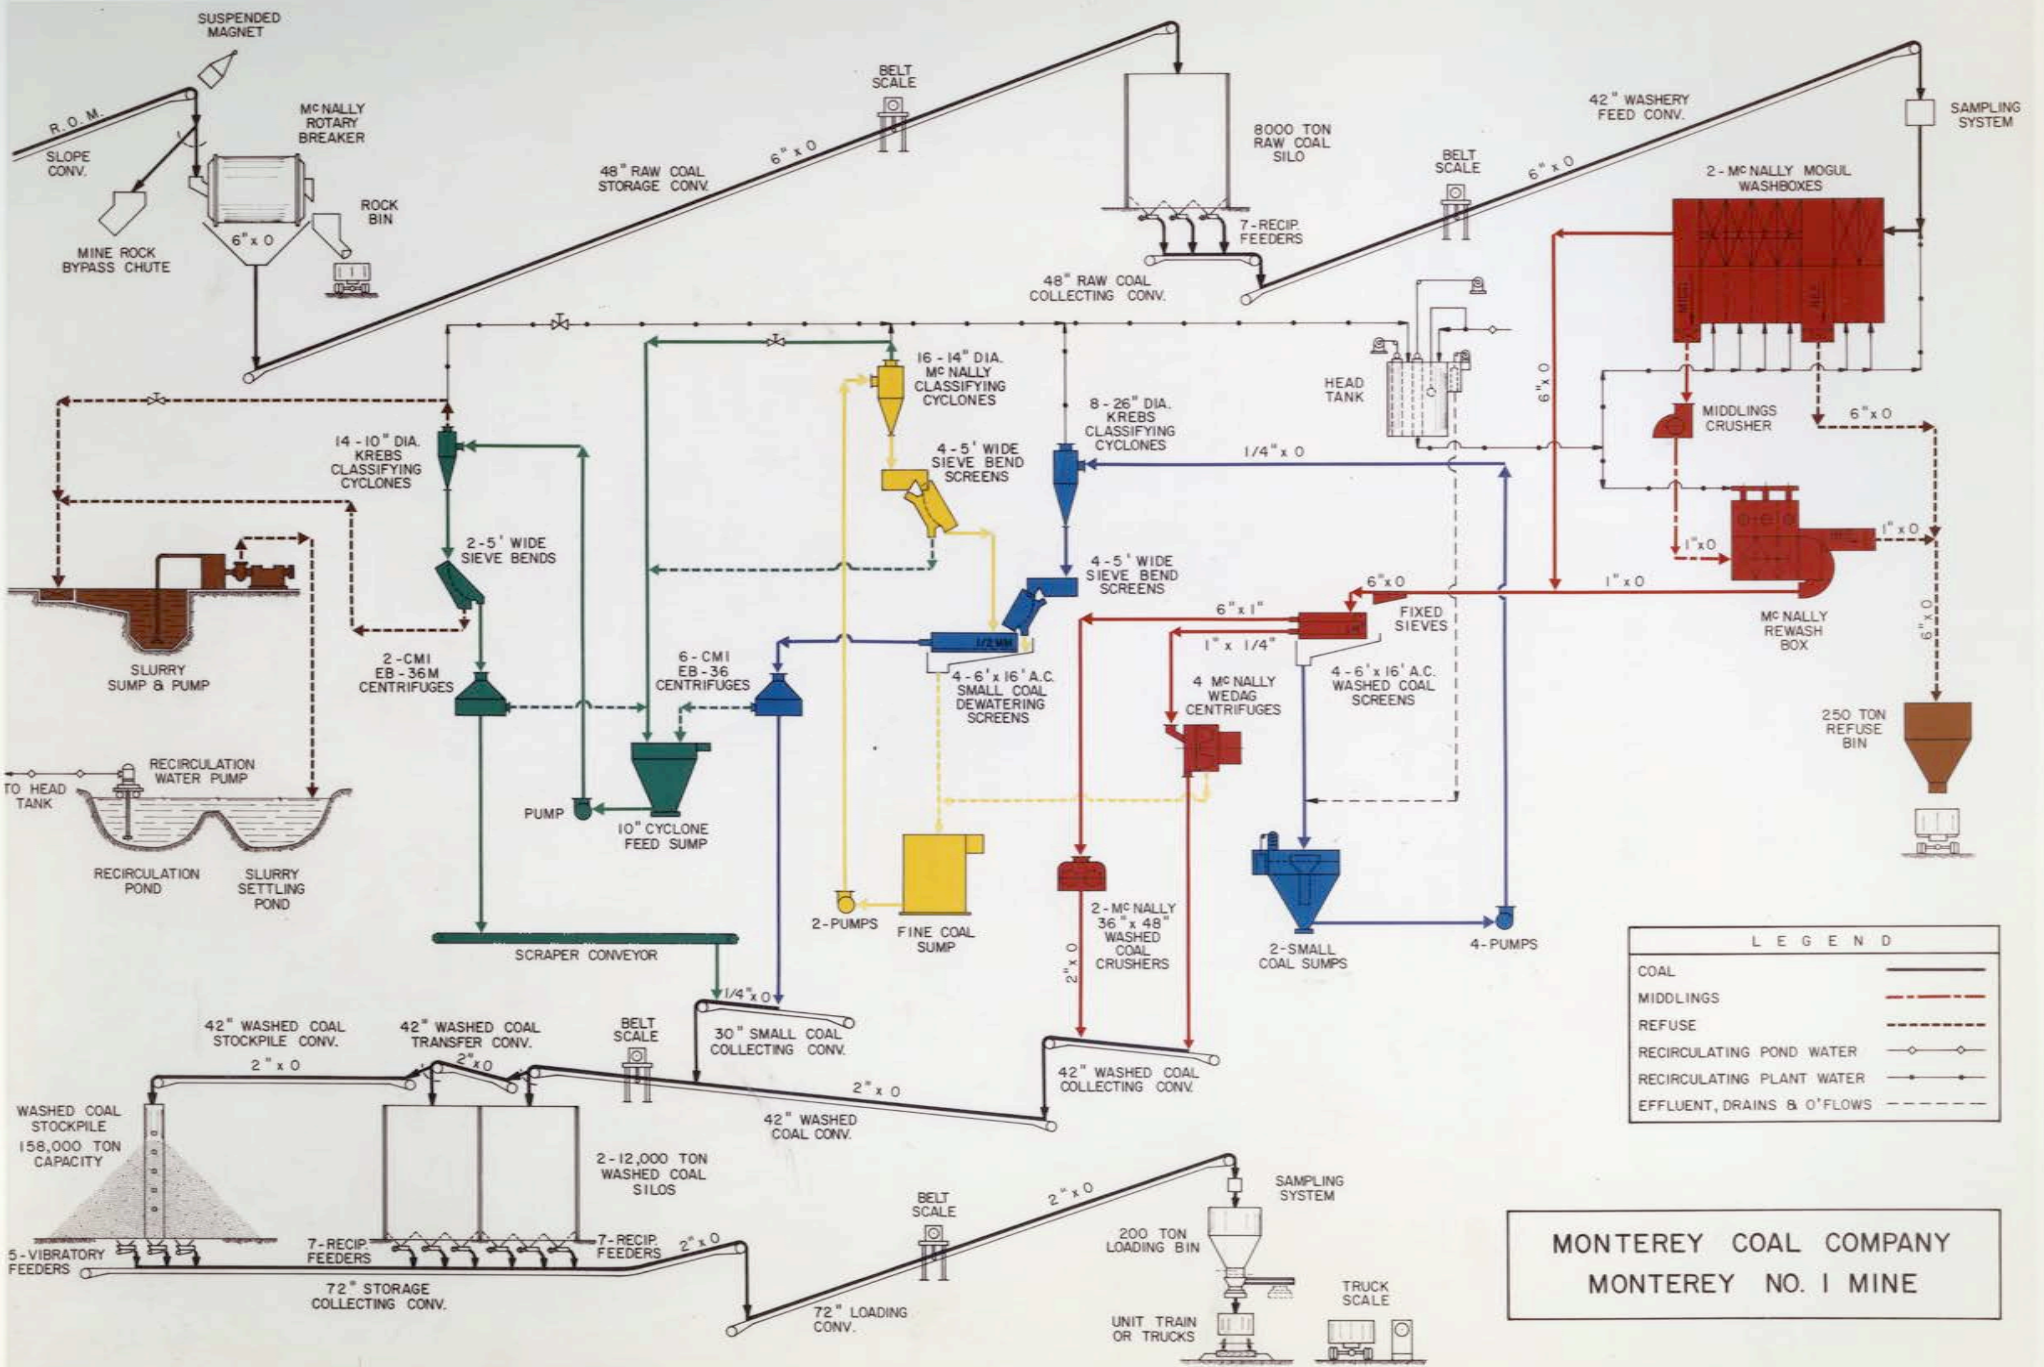 SUSPENDED
MAGNET
R.O.M.
SLOPE
CONV.
McNALLY
ROTARY
BREAKER
6"x 0
MINE ROCK
BYPASS CHUTE
ROCK
BIN
48" RAW COAL
STORAGE CONV.
6" x 0
BELT
SCALE
8000 TON
RAW COAL
SILO
7-RECIP.
FEEDERS
48" RAW COAL
COLLECTING CONV.
BELT
SCALE
6" x 0
42" WASHERY
FEED CONV.
SAMPLING
SYSTEM
2-McNALLY MOGUL
WASHBOXES
MIDD.
REF.
6"x 0
HEAD
TANK
MIDDLINGS
CRUSHER
6"x 0
1"x0
1"x0
McNALLY
REWASH
BOX
6"x 0
250 TON
REFUSE
BIN
14-10" DIA.
KREBS
CLASSIFYING
CYCLONES
16-14" DIA.
McNALLY
CLASSIFYING
CYCLONES
4-5' WIDE
SIEVE BEND
SCREENS
8-26" DIA.
KREBS
CLASSIFYING
CYCLONES
1/4"x 0
4-5' WIDE
SIEVE BEND
SCREENS
2-5' WIDE
SIEVE BENDS
SLURRY
SUMP & PUMP
2-CMI
EB-36M
CENTRIFUGES
6-CMI
EB-36
CENTRIFUGES
1/2 MM
4-6'x16' A.C.
SMALL COAL
DEWATERING
SCREENS
6"x0
1"x 0
FIXED
SIEVES
6"x 1"
1" x 1/4"
4-6'x16' A.C.
WASHED COAL
SCREENS
4 McNALLY
WEDAG
CENTRIFUGES
RECIRCULATION
WATER PUMP
TO HEAD
TANK
RECIRCULATION
POND
SLURRY
SETTLING
POND
PUMP
10" CYCLONE
FEED SUMP
2-PUMPS
FINE COAL
SUMP
2-McNALLY
36"x 48"
WASHED
COAL
CRUSHERS
2"x 0
2-SMALL
COAL SUMPS
4-PUMPS
SCRAPER CONVEYOR
1/4"x 0
30" SMALL COAL
COLLECTING CONV.
42" WASHED COAL
COLLECTING CONV.
42" WASHED COAL
STOCKPILE CONV.
2"x 0
42" WASHED COAL
TRANSFER CONV.
2"x0
BELT
SCALE
2"x 0
42" WASHED
COAL CONV.
WASHED COAL
STOCKPILE
158,000 TON
CAPACITY
2-12,000 TON
WASHED COAL
SILOS
5-VIBRATORY
FEEDERS
7-RECIP.
FEEDERS
7-RECIP.
FEEDERS
2"x 0
72" STORAGE
COLLECTING CONV.
BELT
SCALE
2"x 0
72" LOADING
CONV.
SAMPLING
SYSTEM
200 TON
LOADING BIN
UNIT TRAIN
OR TRUCKS
TRUCK
SCALE
LEGEND
COAL
MIDDLINGS
REFUSE
RECIRCULATING POND WATER
RECIRCULATING PLANT WATER
EFFLUENT, DRAINS & O'FLOWS
MONTEREY COAL COMPANY
MONTEREY NO. 1 MINE